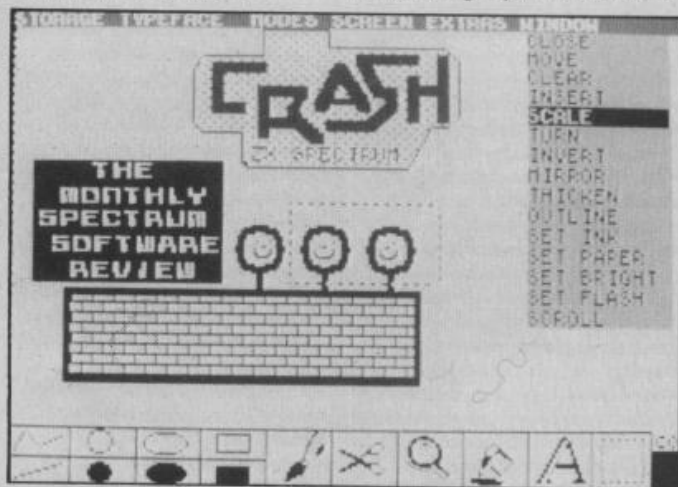 STORAGE TYPEFACE MODES SCREEN EXTRAS WINDOW
CRASH
ZX SPECTRUM
THE
MONTHLY
SPECTRUM
SOFTWARE
REVIEW
CLOSE
MOVE
CLEAR
INSERT
SCALE
TURN
INVERT
MIRROR
THICKEN
OUTLINE
SET INK
SET PAPER
SET BRIGHT
SET FLASH
SCROLL
A